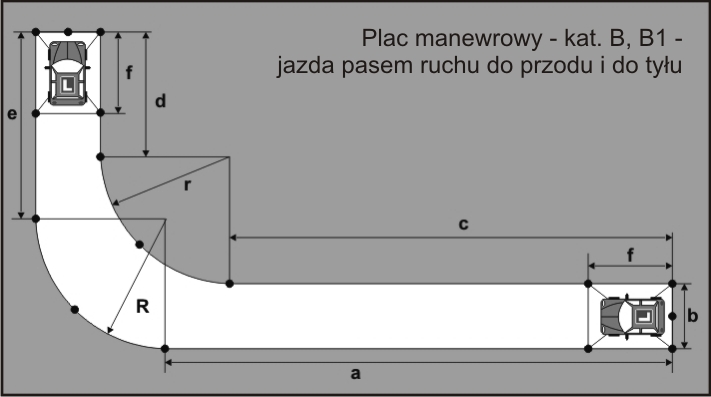 Plac manewrowy - kat. B, B1 -
jazda pasem ruchu do przodu i do tyłu
f
d
e
r
c
f
R
b
a
L
L